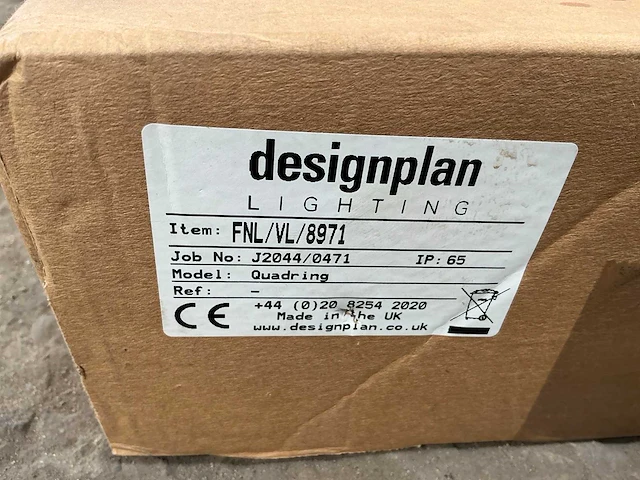 designplan
LIGHTING
Item: FNL/VL/8971
Job No: J2044/0471 IP: 65
Model: Quadring
Ref: -
CE +44 (0)20 8254 2020
Made in the UK
www.designplan.co.uk